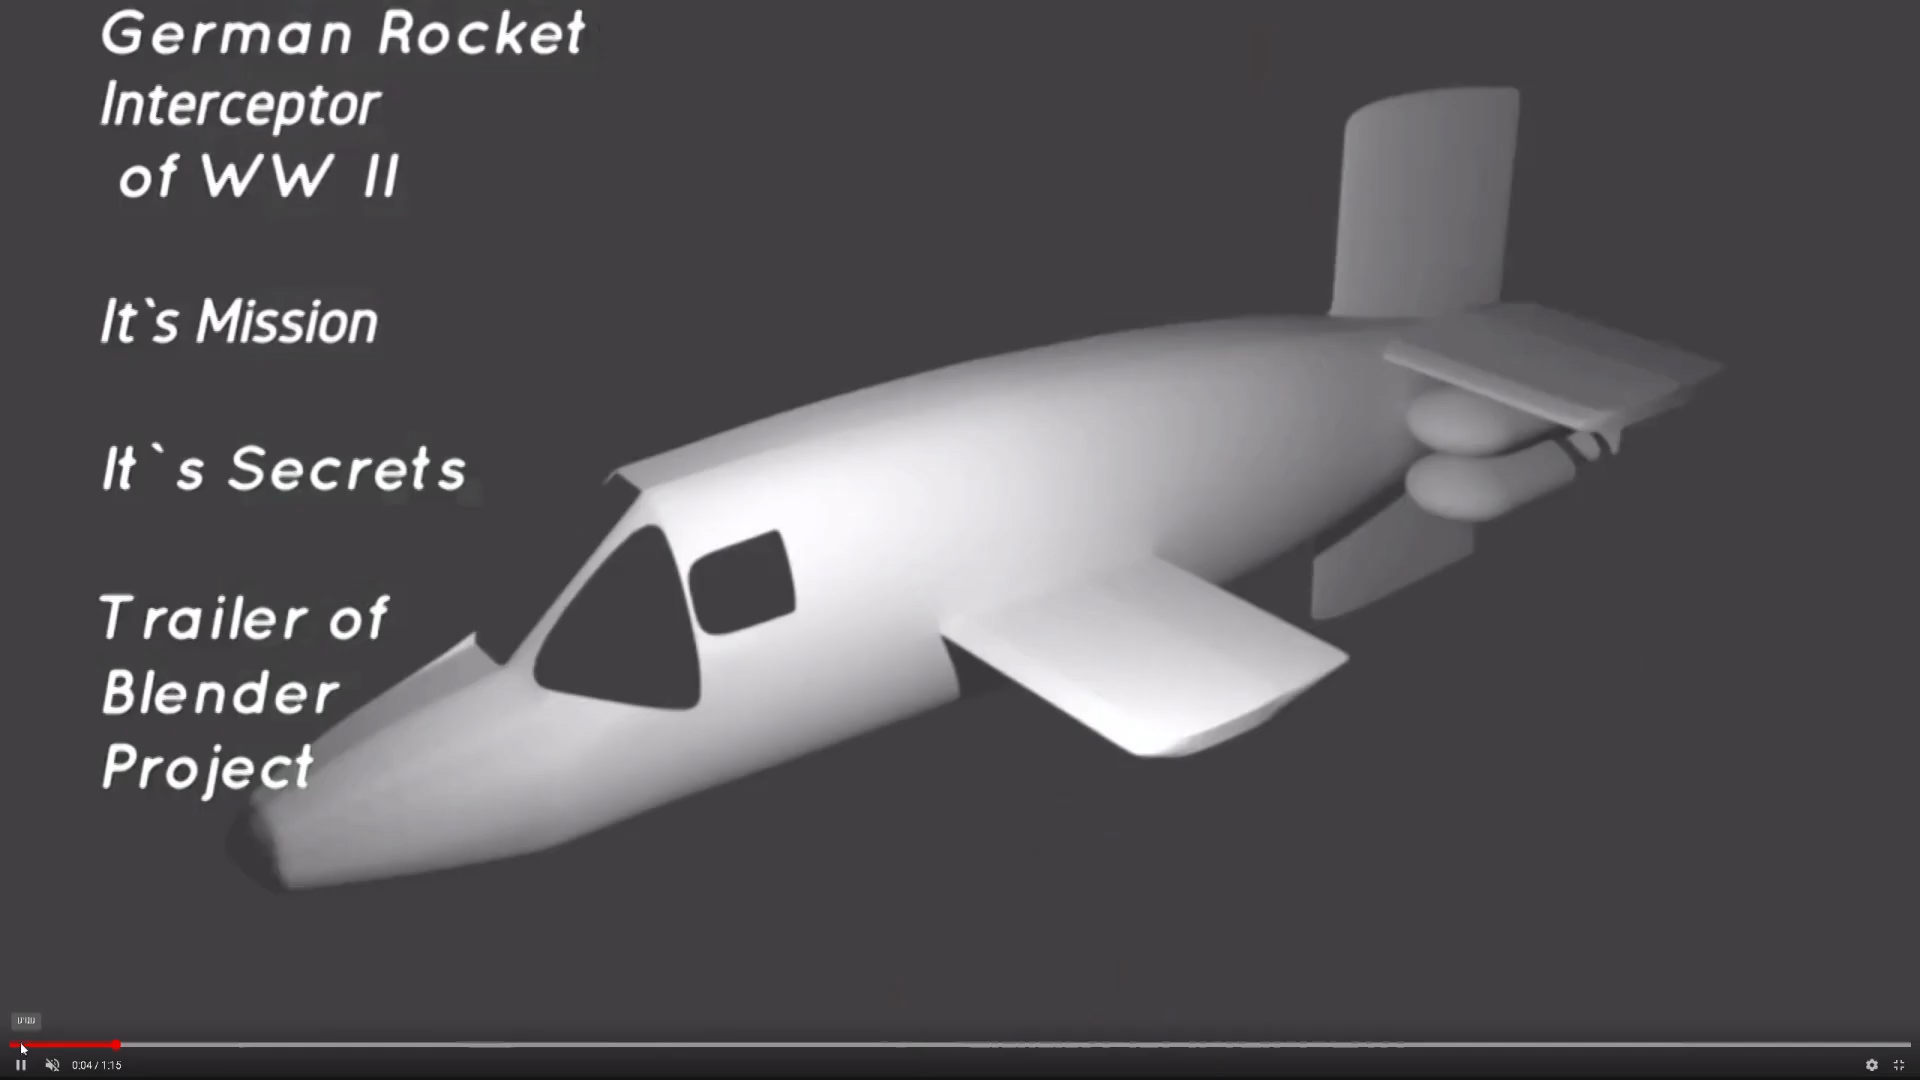 German Rocket
Interceptor
of WW II
It`s Mission
It`s Secrets
Trailer of
Blender
Project
0:04 / 1:15